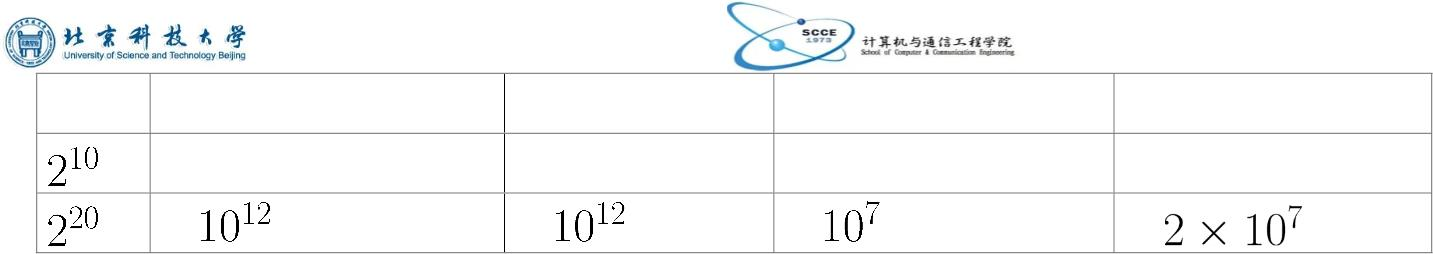 北京科技大学
University of Science and Technology Beijing
SCCE
1973
计算机与通信工程学院
School of Computer & Communication Engineering
2^10
2^20 10^12 10^12 10^7 2 × 10^7